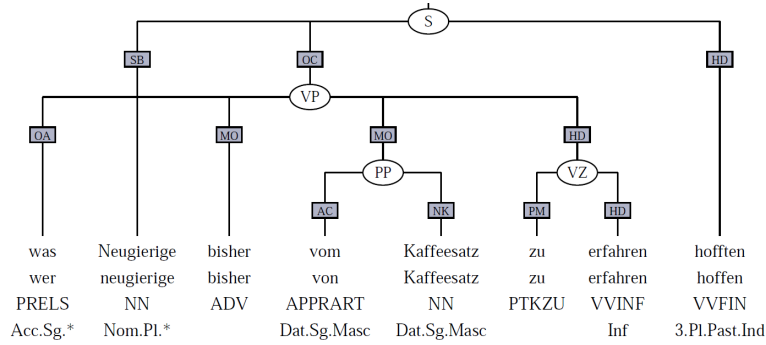 S
SB OC HD
VP
OA MO MO HD
PP VZ
AC NK PM HD
was Neugierige bisher vom Kaffeesatz zu erfahren hofften
wer neugierige bisher von Kaffeesatz zu erfahren hoffen
PRELS NN ADV APPRART NN PTKZU VVINF VVFIN
Acc.Sg.* Nom.Pl.* Dat.Sg.Masc Dat.Sg.Masc Inf 3.Pl.Past.Ind